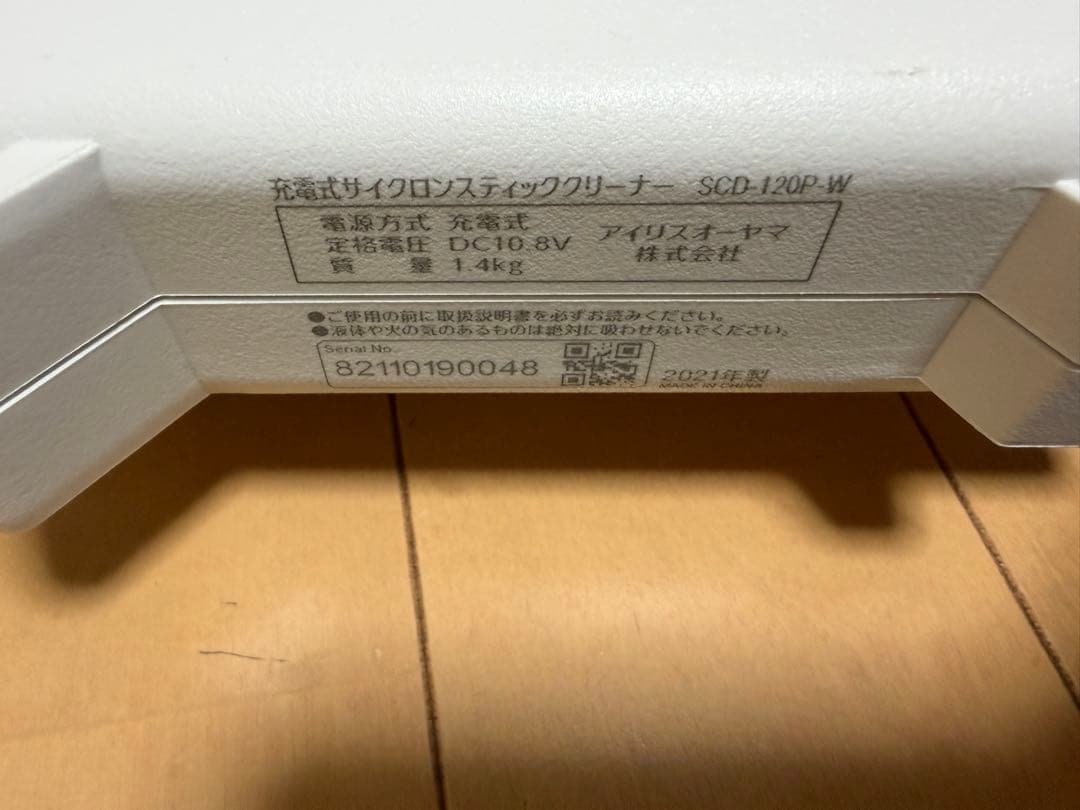 充電式サイクロンスティッククリーナー SCD-120P-W
電源方式 充電式
定格電圧 DC10.8V
質量 1.4kg
アイリスオーヤマ
株式会社
●ご使用の前に取扱説明書を必ずお読みください。
●液体や火の気のあるものは絶対に吸わせないでください。
Serial No.
82110190048
2021年製
MADE IN CHINA